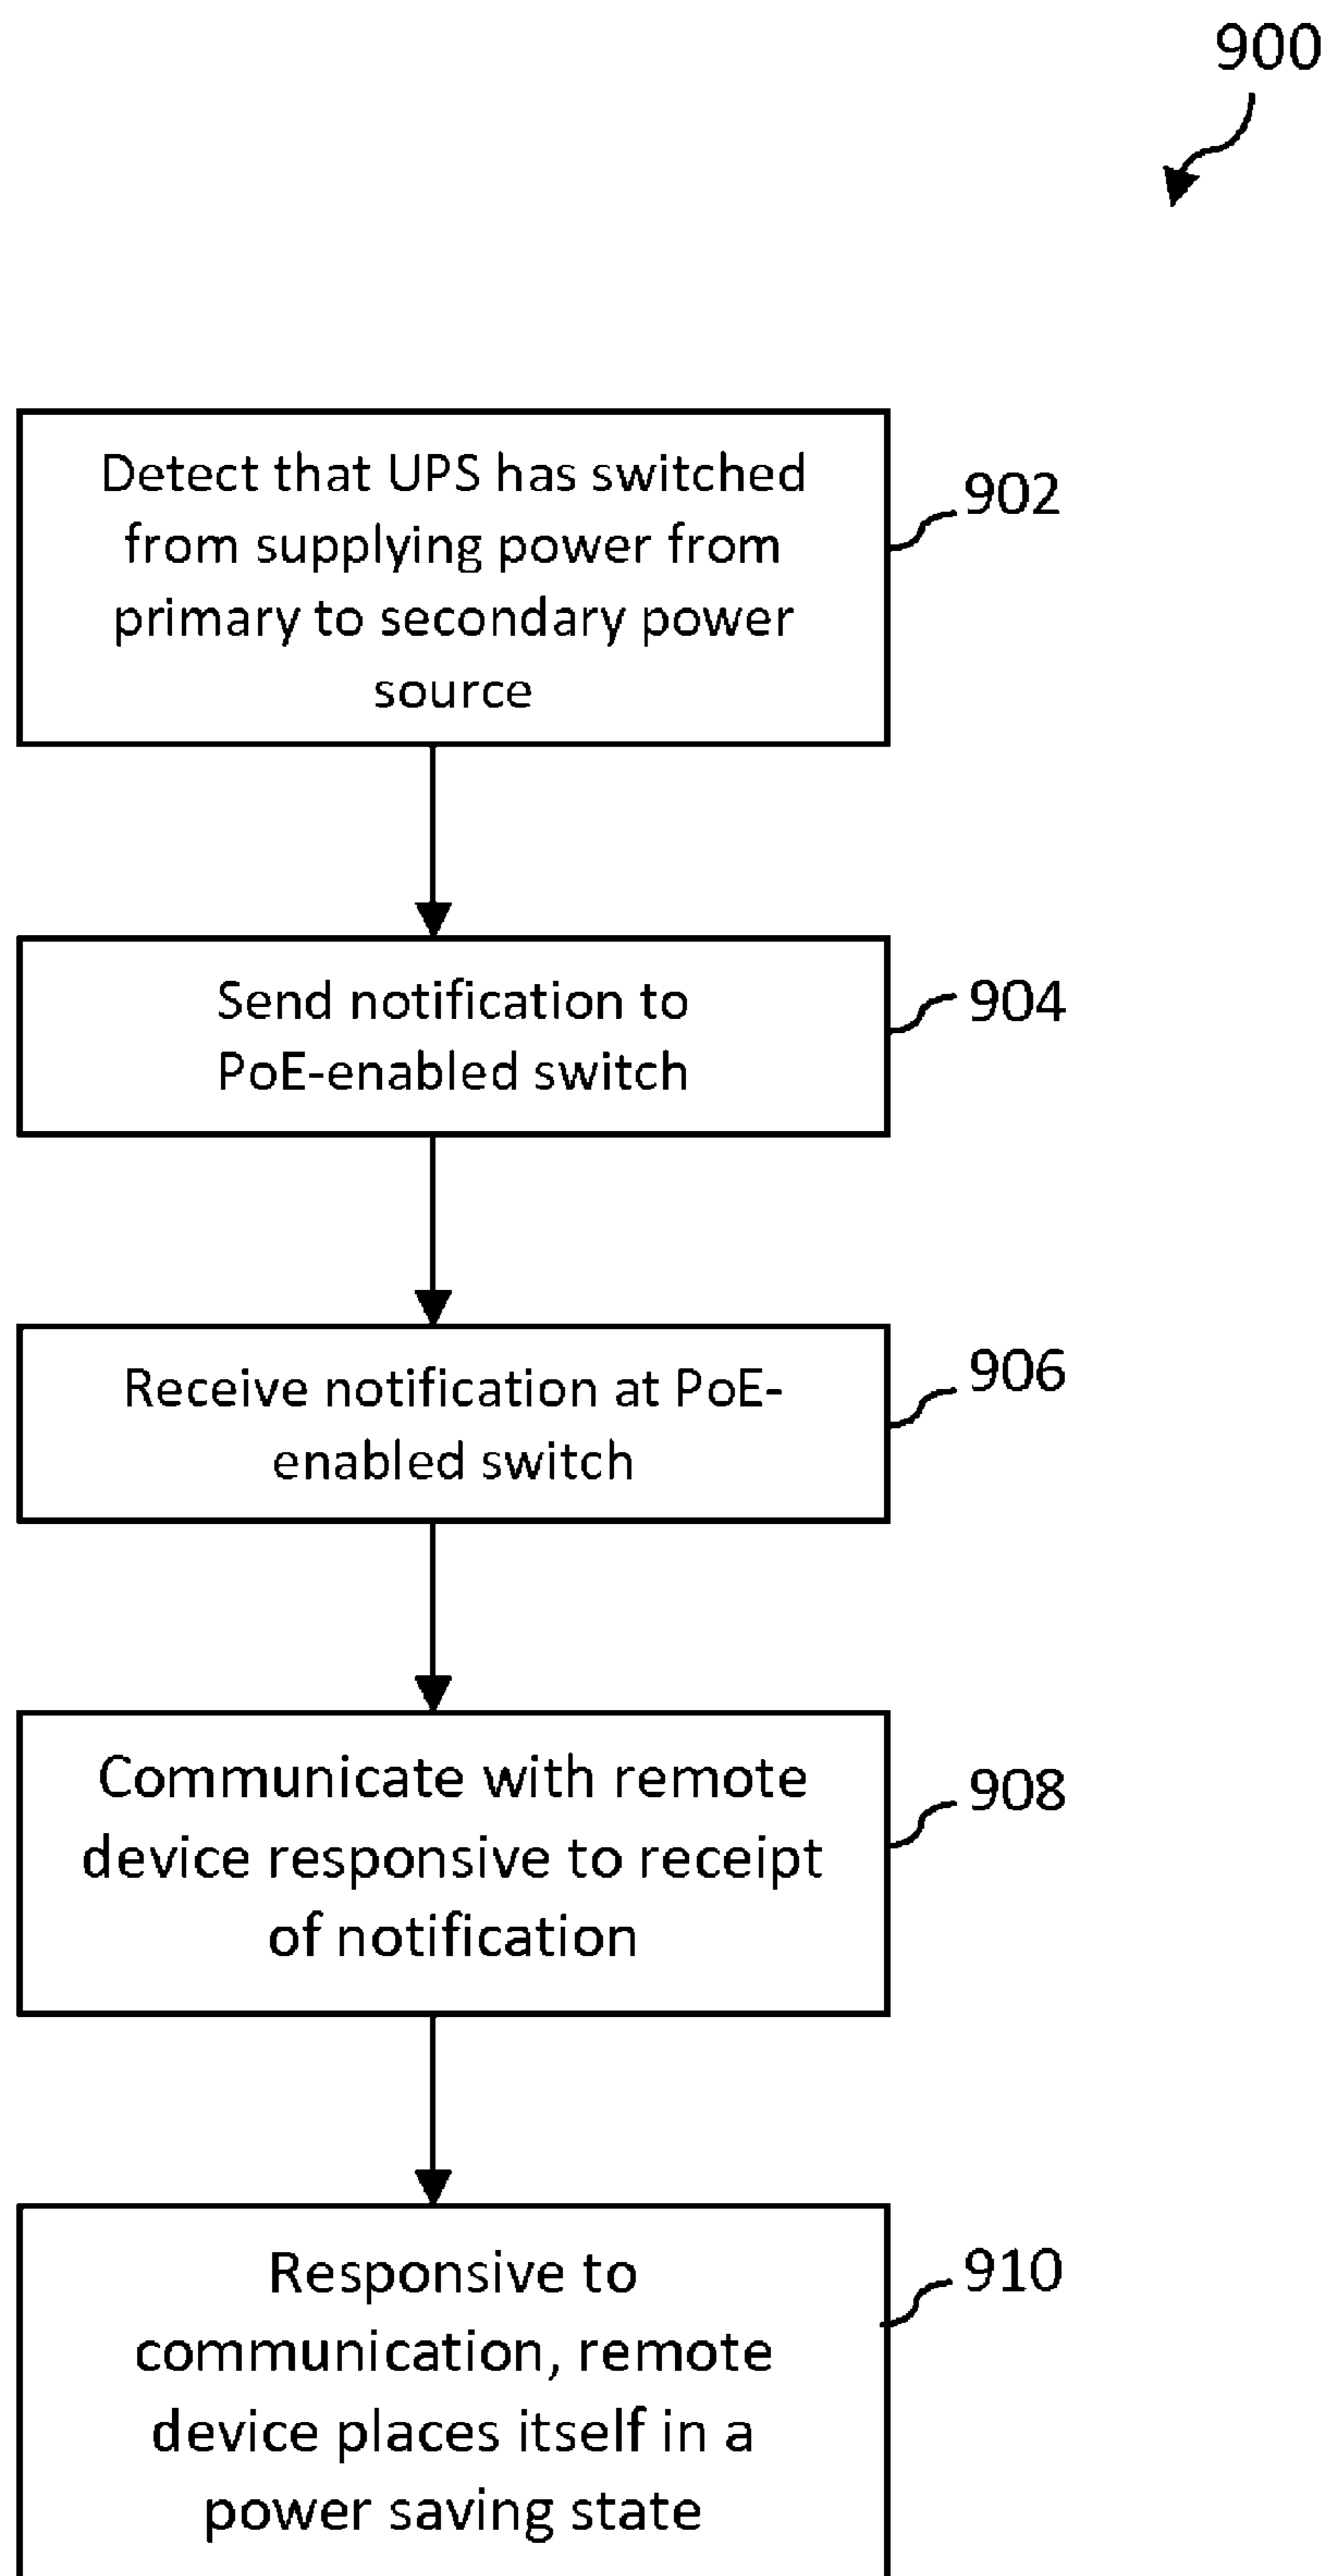 900
Detect that UPS has switched
from supplying power from
primary to secondary power
source
902
Send notification to
PoE-enabled switch
904
Receive notification at PoE-
enabled switch
906
Communicate with remote
device responsive to receipt
of notification
908
Responsive to
communication, remote
device places itself in a
power saving state
910